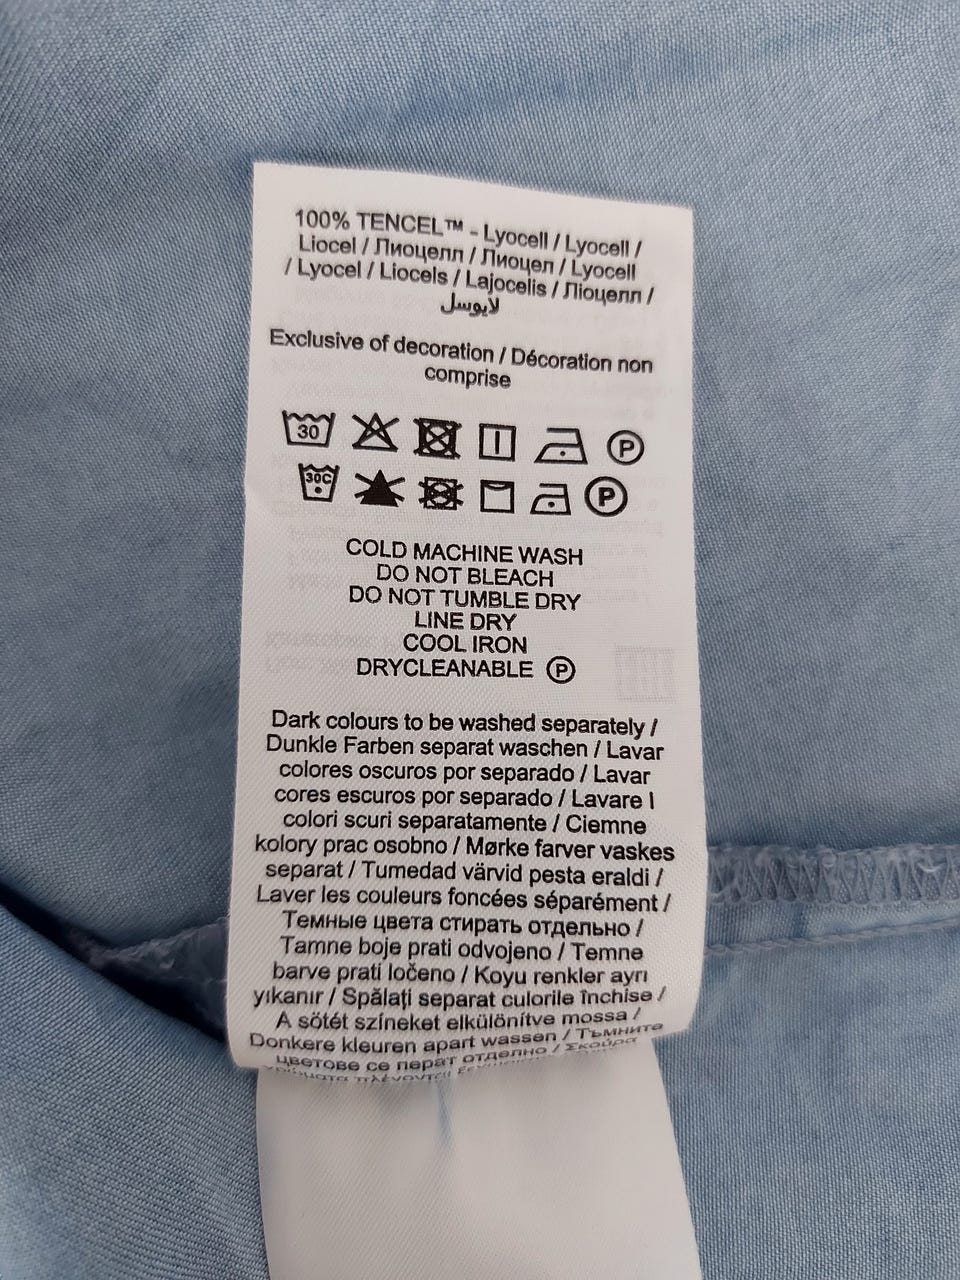 100% TENCEL™ - Lyocell / Lyocell /
Liocel / Лиоцелл / Лиоцел / Lyocell
/ Lyocel / Liocels / Lajocelis / Ліоцелл /
لايوسل
Exclusive of decoration / Décoration non
comprise
30 P
30C P
COLD MACHINE WASH
DO NOT BLEACH
DO NOT TUMBLE DRY
LINE DRY
COOL IRON
DRYCLEANABLE P
Dark colours to be washed separately /
Dunkle Farben separat waschen / Lavar
colores oscuros por separado / Lavar
cores escuros por separado / Lavare I
colori scuri separatamente / Ciemne
kolory prac osobno / Mørke farver vaskes
separat / Tumedad värvid pesta eraldi /
Laver les couleurs foncées séparément /
Темные цвета стирать отдельно /
Tamne boje prati odvojeno / Temne
barve prati ločeno / Koyu renkler ayrı
yıkanır / Spălați separat culorile închise /
A sötét színeket elkülönítve mossa /
Donkere kleuren apart wassen / Тъмните
цветове се перат отделно / Σκούρα